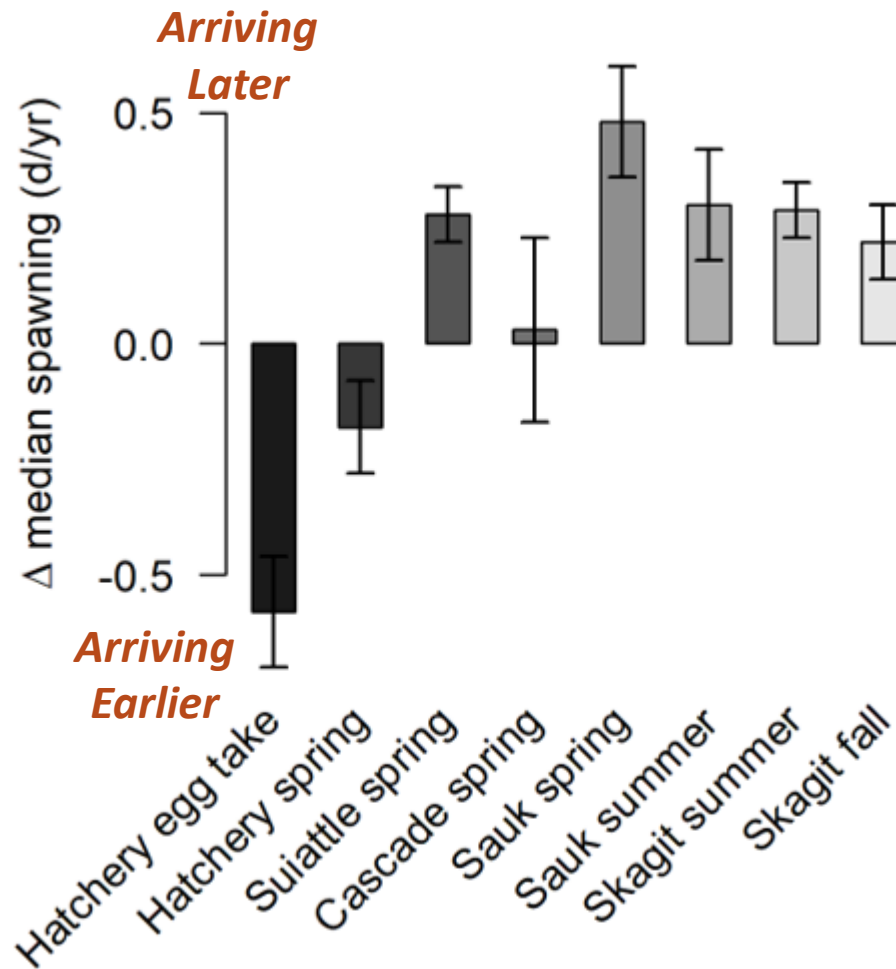 Arriving
Later
Δ median spawning (d/yr)
0.5
0.0
-0.5
Arriving
Earlier
Hatchery egg take
Hatchery spring
Suiattle spring
Cascade spring
Sauk spring
Sauk summer
Skagit summer
Skagit fall